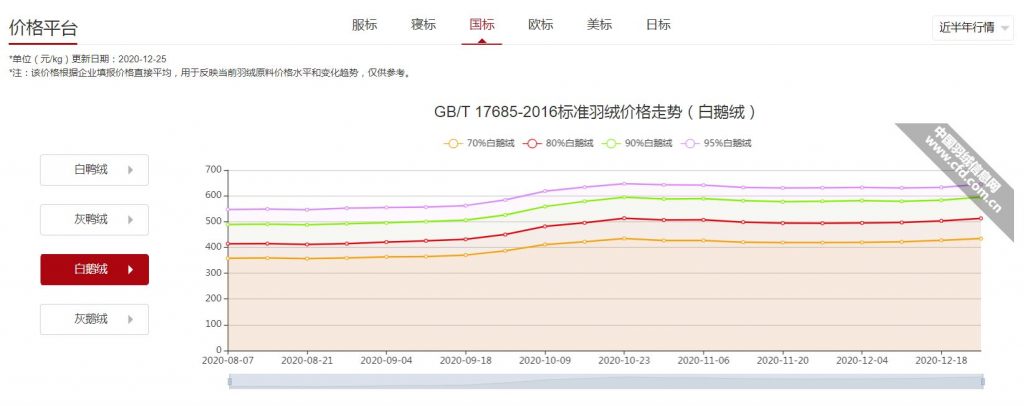 价格平台
服标 寝标 国标 欧标 美标 日标
近半年行情
*单位（元/kg）更新日期：2020-12-25
*注：该价格根据企业填报价格直接平均，用于反映当前羽绒原料价格水平和变化趋势，仅供参考。
GB/T 17685-2016标准羽绒价格走势（白鹅绒）
70%白鹅绒 80%白鹅绒 90%白鹅绒 95%白鹅绒
中国羽绒信息网
www.cfd.com.cn
白鸭绒
灰鸭绒
白鹅绒
灰鹅绒
700
600
500
400
300
200
100
0
2020-08-07 2020-08-21 2020-09-04 2020-09-18 2020-10-09 2020-10-23 2020-11-06 2020-11-20 2020-12-04 2020-12-18